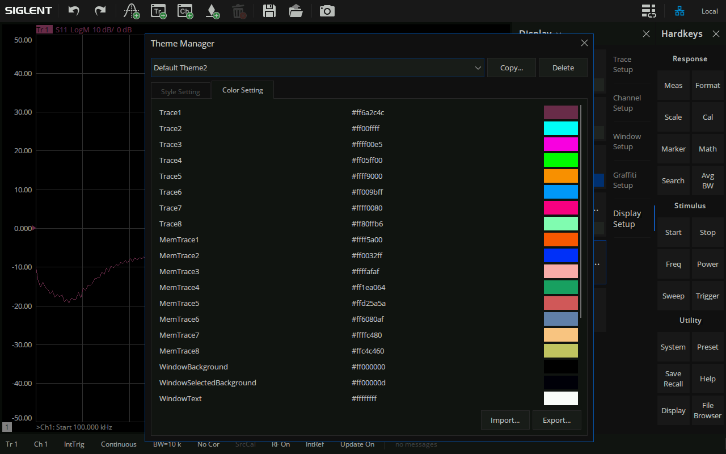 SIGLENT
Tr
Ch
Local
Tr 1 S11 LogM 10 dB/ 0 dB
Display
Hardkeys
Theme Manager
Default Theme2
Copy...
Delete
Style Setting
Color Setting
Trace1 #ff6a2c4c
Trace2 #ff00ffff
Trace3 #ffff00e5
Trace4 #ff05ff00
Trace5 #ffff9000
Trace6 #ff009bff
Trace7 #ffff0080
Trace8 #ff80ffb6
MemTrace1 #ffff5a00
MemTrace2 #ff0032ff
MemTrace3 #ffffafaf
MemTrace4 #ff1ea064
MemTrace5 #ffd25a5a
MemTrace6 #ff6080af
MemTrace7 #ffffc480
MemTrace8 #ffc4c460
WindowBackground #ff000000
WindowSelectedBackground #ff00000d
WindowText #ffffffff
Import...
Export...
50.00
40.00
30.00
20.00
10.00
0.000
-10.00
-20.00
-30.00
-40.00
-50.00
1
>Ch1: Start 100.000 kHz
Trace
Setup
Channel
Setup
Window
Setup
Graffiti
Setup
Display
Setup
Response
Meas
Format
Scale
Cal
Marker
Math
Search
Avg
BW
Stimulus
Start
Stop
Freq
Power
Sweep
Trigger
Utility
System
Preset
Save
Recall
Help
Display
File
Browser
Tr 1
Ch 1
IntTrig
Continuous
BW=10 k
No Cor
SrcCal
RF On
IntRef
Update On
No messages